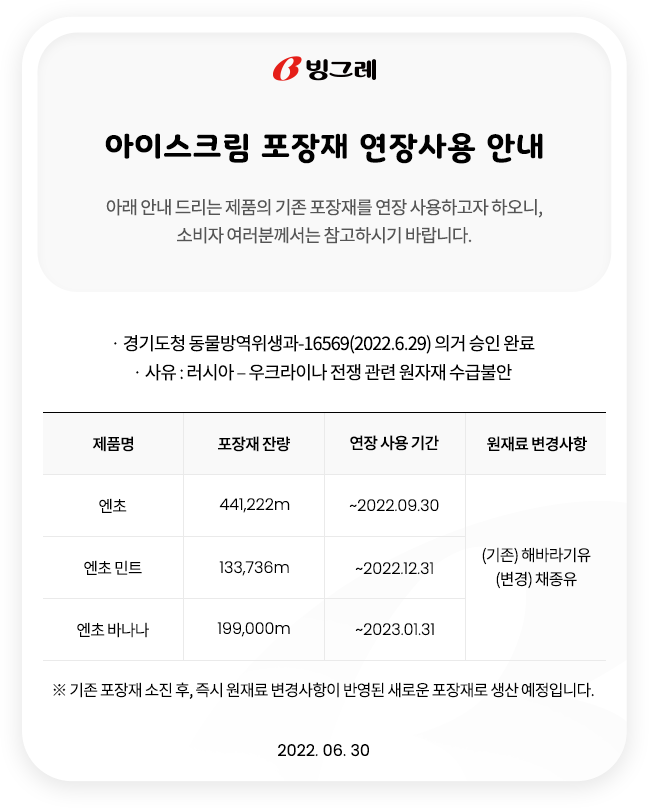 빙그레
아이스크림 포장재 연장사용 안내
아래 안내 드리는 제품의 기존 포장재를 연장 사용하고자 하오니,
소비자 여러분께서는 참고하시기 바랍니다.
· 경기도청 동물방역위생과-16569(2022.6.29) 의거 승인 완료
· 사유 : 러시아 – 우크라이나 전쟁 관련 원자재 수급불안
제품명 포장재 잔량 연장 사용 기간 원재료 변경사항
엔초 441,222m ~2022.09.30
엔초 민트 133,736m ~2022.12.31
엔초 바나나 199,000m ~2023.01.31
(기존) 해바라기유
(변경) 채종유
※ 기존 포장재 소진 후, 즉시 원재료 변경사항이 반영된 새로운 포장재로 생산 예정입니다.
2022. 06. 30